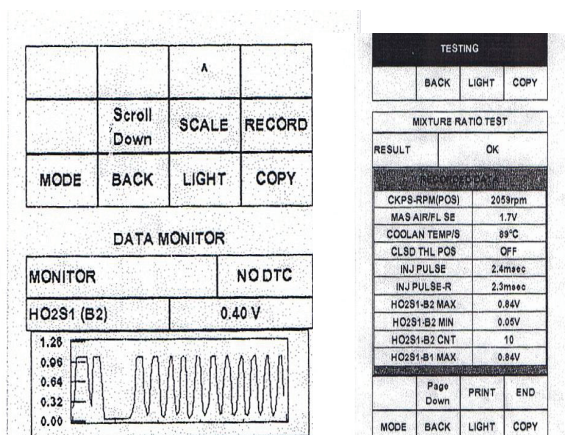 ʌ
Scroll Down SCALE RECORD
MODE BACK LIGHT COPY
DATA MONITOR
MONITOR NO DTC
HO2S1 (B2) 0.40 V
1.28
0.96
0.64
0.32
0.00
TESTING
BACK LIGHT COPY
MIXTURE RATIO TEST
RESULT OK
RECORDED DATA
CKPS-RPM(POS) 2059rpm
MAS AIR/FL SE 1.7V
COOLAN TEMP/S 89°C
CLSD THL POS OFF
INJ PULSE 2.4msec
INJ PULSE-R 2.3msec
HO2S1-B2 MAX 0.84V
HO2S1-B2 MIN 0.05V
HO2S1-B2 CNT 10
HO2S1-B1 MAX 0.84V
Page Down PRINT END
MODE BACK LIGHT COPY